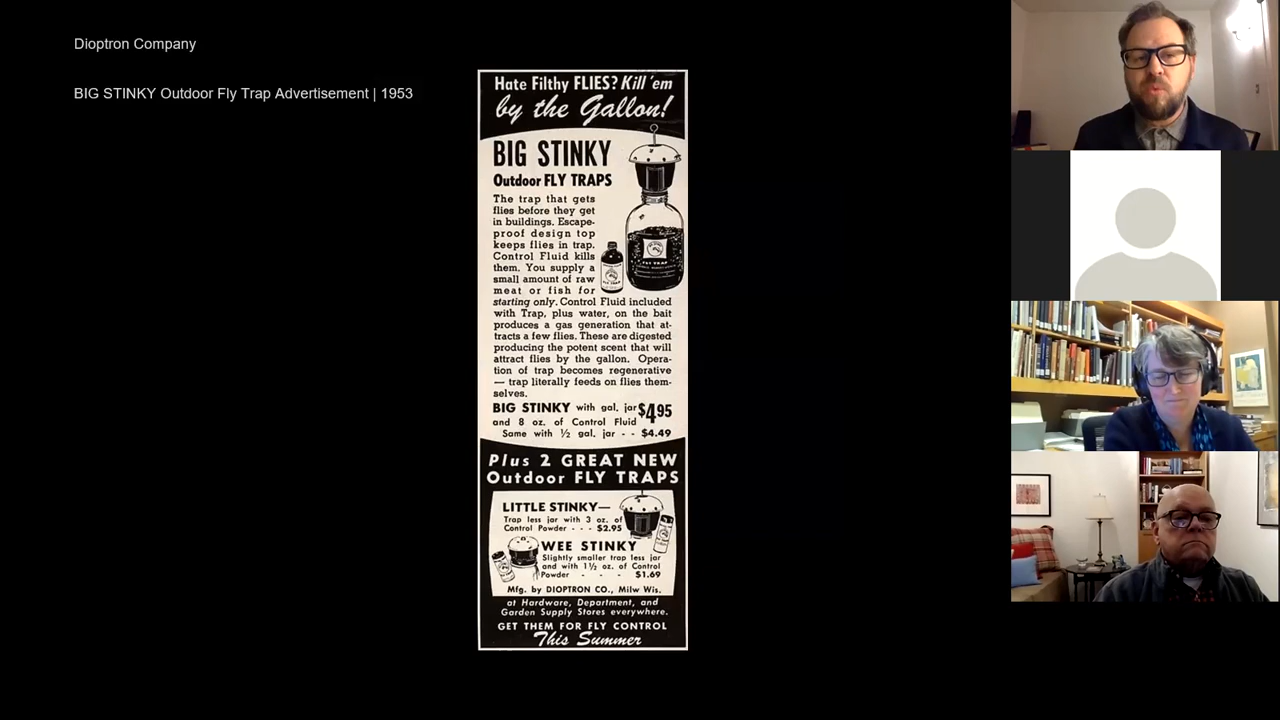 Dioptron Company
BIG STINKY Outdoor Fly Trap Advertisement | 1953
Hate Filthy FLIES? Kill 'em
by the Gallon!
BIG STINKY
Outdoor FLY TRAPS
The trap that gets
flies before they get
in buildings. Escape-
proof design top
keeps flies in trap.
Control Fluid kills
them. You supply a
small amount of raw
meat or fish for
starting only. Control Fluid included
with Trap, plus water, on the bait
produces a gas generation that at-
tracts a few flies. These are digested
producing the potent scent that will
attract flies by the gallon. Opera-
tion of trap becomes regenerative
— trap literally feeds on flies them-
selves.
BIG STINKY with gal. jar $4.95
and 8 oz. of Control Fluid
Same with ½ gal. jar - - $4.49
Plus 2 GREAT NEW
Outdoor FLY TRAPS
LITTLE STINKY—
Trap less jar with 3 oz. of
Control Powder - - - $2.95
WEE STINKY
Slightly smaller trap less jar
and with 1½ oz. of Control
Powder - - - $1.69
Mfg. by DIOPTRON CO., Milw Wis.
at Hardware, Department, and
Garden Supply Stores everywhere.
GET THEM FOR FLY CONTROL
This Summer
FLY TRAP